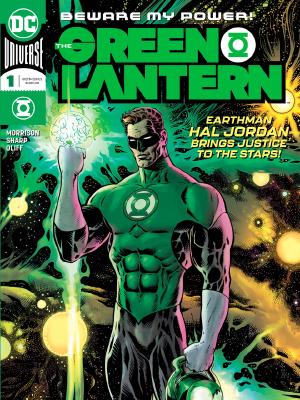 BEWARE MY POWER!
DC
UNIVERSE
THE
GREEN
LANTERN
1
MORRISON
SHARP
OLIFF
EARTHMAN
HAL JORDAN
BRINGS JUSTICE
TO THE STARS!